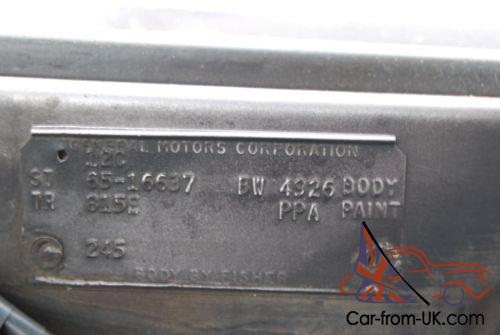 GENERAL MOTORS CORPORATION
12C
ST 65-16637 BW 4926 BODY
TR 815E PPA PAINT
245
BODY BY FISHER
Car-from-UK.com